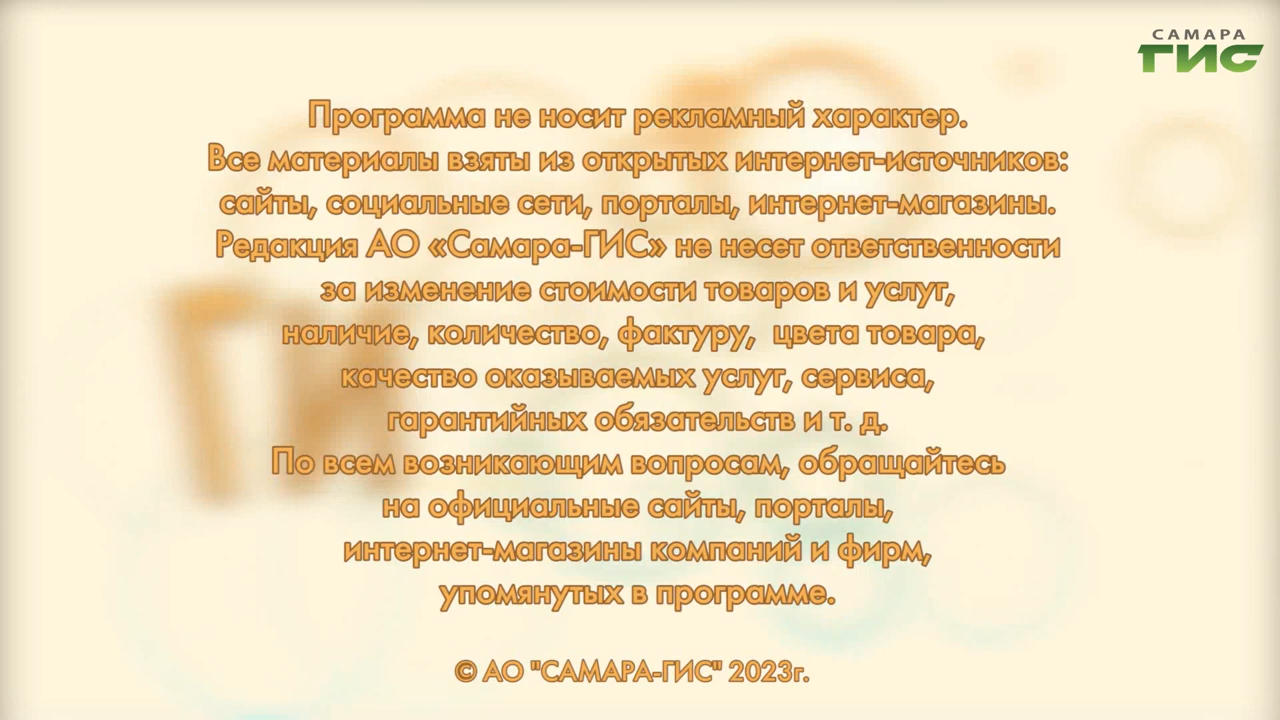 САМАРА
ГИС
Программа не носит рекламный характер.
Все материалы взяты из открытых интернет-источников:
сайты, социальные сети, порталы, интернет-магазины.
Редакция АО «Самара-ГИС» не несет ответственности
за изменение стоимости товаров и услуг,
наличие, количество, фактуру, цвета товара,
качество оказываемых услуг, сервиса,
гарантийных обязательств и т. д.
По всем возникающим вопросам, обращайтесь
на официальные сайты, порталы,
интернет-магазины компаний и фирм,
упомянутых в программе.
© АО "САМАРА-ГИС" 2023г.